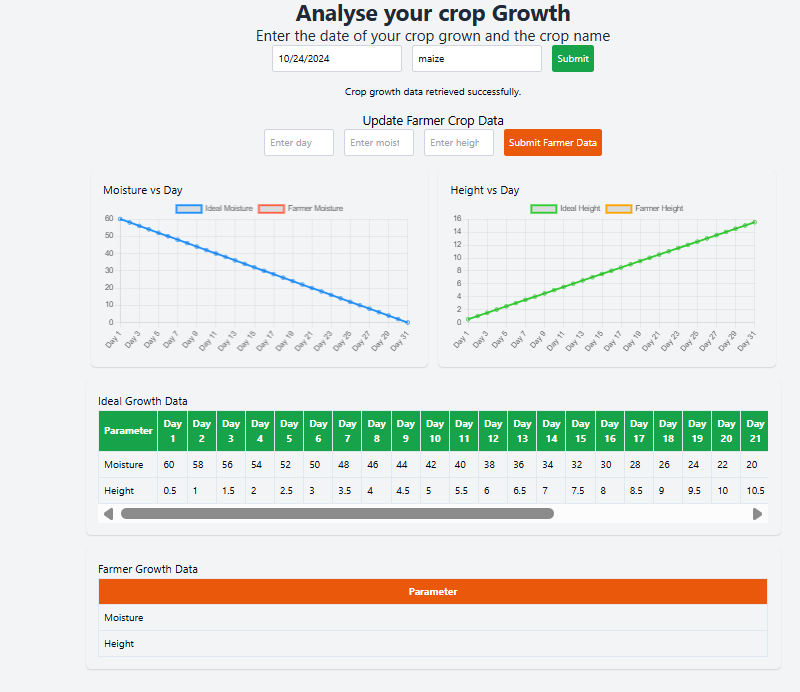 Analyse your crop Growth
Enter the date of your crop grown and the crop name
10/24/2024 maize Submit
Crop growth data retrieved successfully.
Update Farmer Crop Data
Enter day Enter moist Enter heigh Submit Farmer Data
Moisture vs Day
Ideal Moisture Farmer Moisture
60
50
40
30
20
10
0
Day 1 Day 3 Day 5 Day 7 Day 9 Day 11 Day 13 Day 15 Day 17 Day 19 Day 21 Day 23 Day 25 Day 27 Day 29 Day 31
Height vs Day
Ideal Height Farmer Height
16
14
12
10
8
6
4
2
0
Day 1 Day 3 Day 5 Day 7 Day 9 Day 11 Day 13 Day 15 Day 17 Day 19 Day 21 Day 23 Day 25 Day 27 Day 29 Day 31
Ideal Growth Data
Parameter Day 1 Day 2 Day 3 Day 4 Day 5 Day 6 Day 7 Day 8 Day 9 Day 10 Day 11 Day 12 Day 13 Day 14 Day 15 Day 16 Day 17 Day 18 Day 19 Day 20 Day 21
Moisture 60 58 56 54 52 50 48 46 44 42 40 38 36 34 32 30 28 26 24 22 20
Height 0.5 1 1.5 2 2.5 3 3.5 4 4.5 5 5.5 6 6.5 7 7.5 8 8.5 9 9.5 10 10.5
Farmer Growth Data
Parameter
Moisture
Height